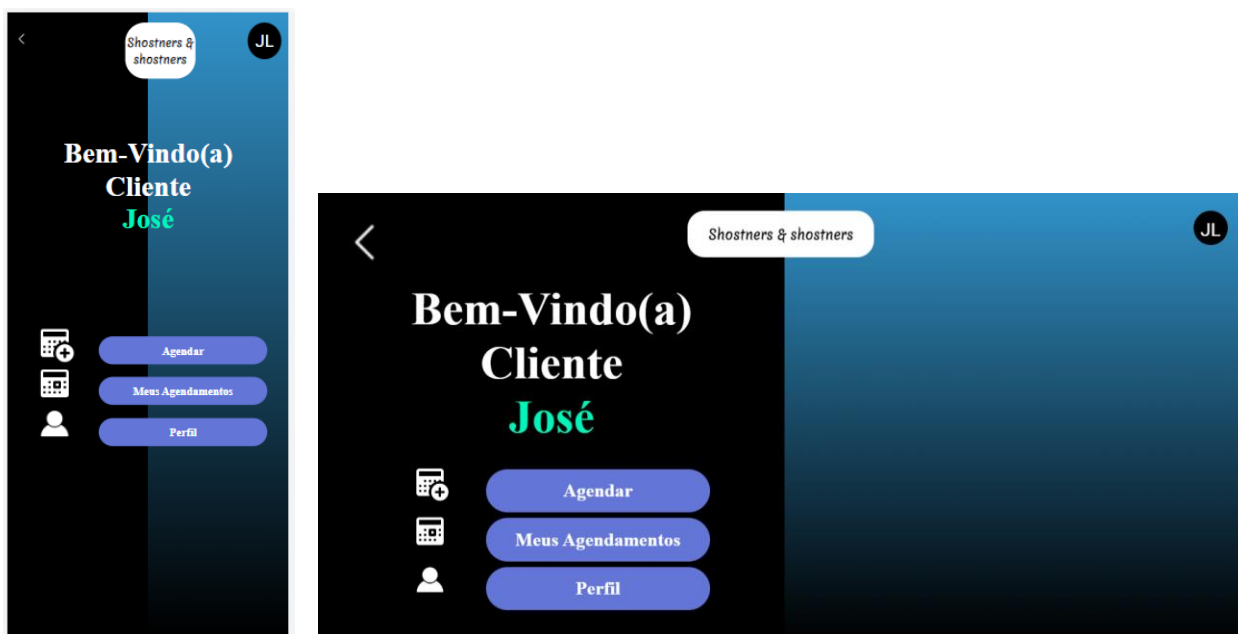 Shostners &
shostners
JL
Bem-Vindo(a)
Cliente
José
Agendar
Meus Agendamentos
Perfil
Shostners & shostners
JL
Bem-Vindo(a)
Cliente
José
Agendar
Meus Agendamentos
Perfil